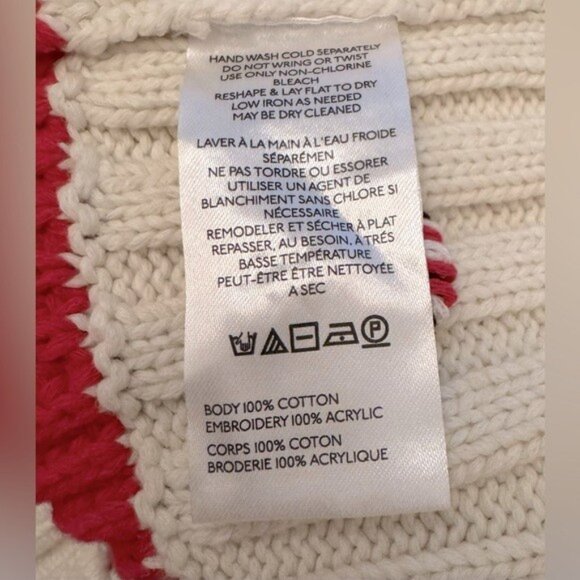 HAND WASH COLD SEPARATELY
DO NOT WRING OR TWIST
USE ONLY NON-CHLORINE
BLEACH
RESHAPE & LAY FLAT TO DRY
LOW IRON AS NEEDED
MAY BE DRY CLEANED
LAVER À LA MAIN À L'EAU FROIDE
SÉPARÉMEN
NE PAS TORDRE OU ESSORER
UTILISER UN AGENT DE
BLANCHIMENT SANS CHLORE SI
NÉCESSAIRE
REMODELER ET SÉCHER À PLAT
REPASSER, AU BESOIN, À TRÉS
BASSE TEMPÉRATURE
PEUT-ÊTRE ÊTRE NETTOYÉE
A SEC
P
BODY 100% COTTON
EMBROIDERY 100% ACRYLIC
CORPS 100% COTON
BRODERIE 100% ACRYLIQUE